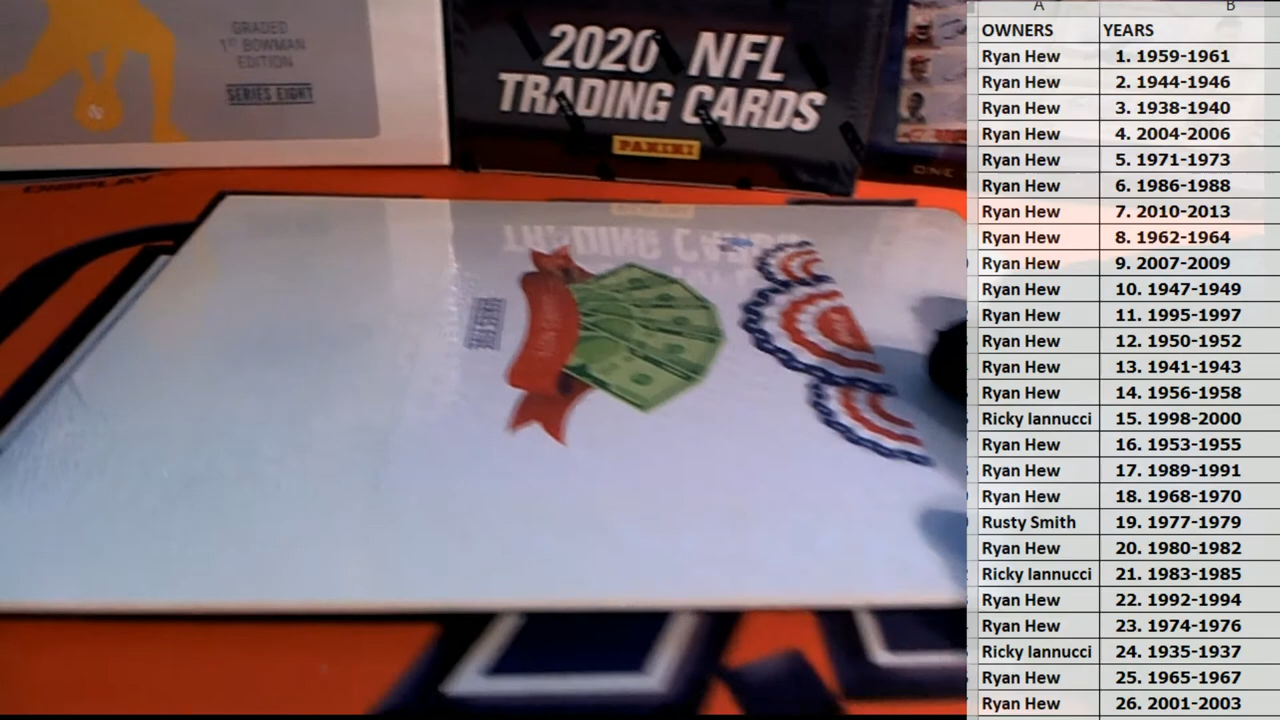 GRADED
1ST BOWMAN
EDITION
SERIES EIGHT
2020 NFL
TRADING CARDS
PANINI
ONE
DISPLAY
A B
OWNERS YEARS
Ryan Hew 1. 1959-1961
Ryan Hew 2. 1944-1946
Ryan Hew 3. 1938-1940
Ryan Hew 4. 2004-2006
Ryan Hew 5. 1971-1973
Ryan Hew 6. 1986-1988
Ryan Hew 7. 2010-2013
Ryan Hew 8. 1962-1964
Ryan Hew 9. 2007-2009
Ryan Hew 10. 1947-1949
Ryan Hew 11. 1995-1997
Ryan Hew 12. 1950-1952
Ryan Hew 13. 1941-1943
Ryan Hew 14. 1956-1958
Ricky Iannucci 15. 1998-2000
Ryan Hew 16. 1953-1955
Ryan Hew 17. 1989-1991
Ryan Hew 18. 1968-1970
Rusty Smith 19. 1977-1979
Ryan Hew 20. 1980-1982
Ricky Iannucci 21. 1983-1985
Ryan Hew 22. 1992-1994
Ryan Hew 23. 1974-1976
Ricky Iannucci 24. 1935-1937
Ryan Hew 25. 1965-1967
Ryan Hew 26. 2001-2003